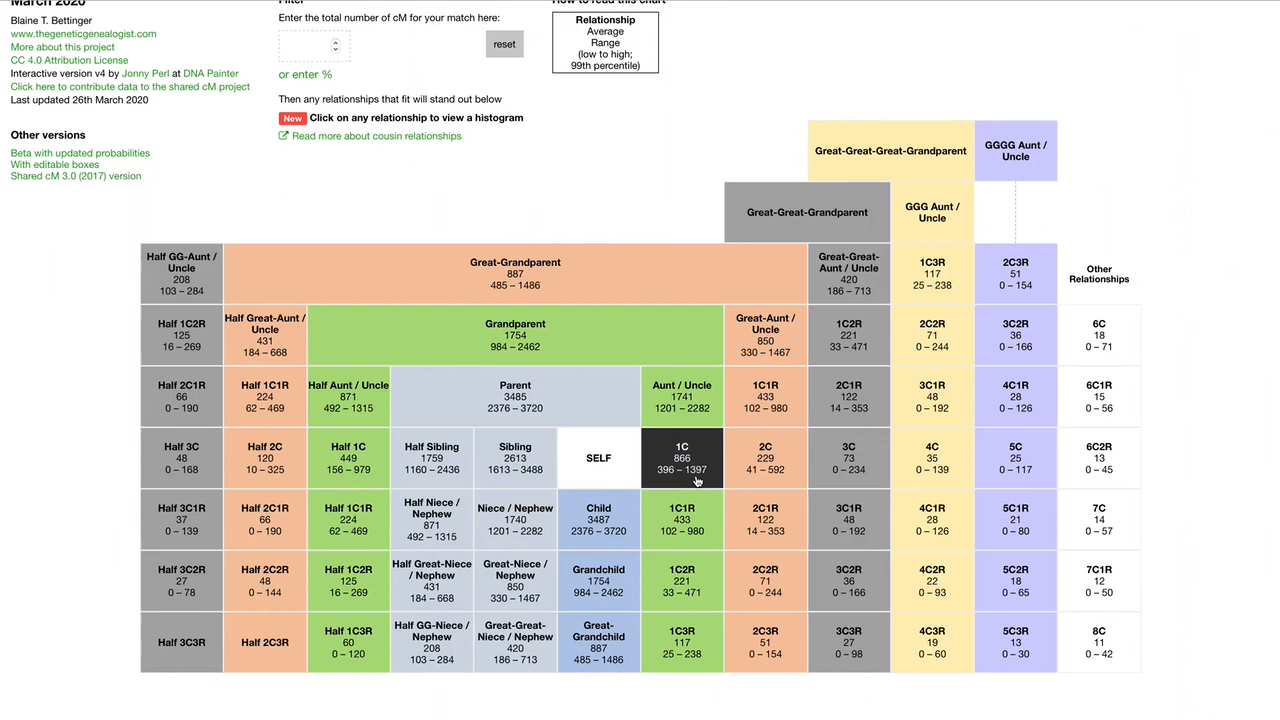 March 2020
Blaine T. Bettinger
www.thegeneticgenealogist.com
More about this project
CC 4.0 Attribution License
Interactive version v4 by Jonny Perl at DNA Painter
Click here to contribute data to the shared cM project
Last updated 26th March 2020
Other versions
Beta with updated probabilities
With editable boxes
Shared cM 3.0 (2017) version
Filter
Enter the total number of cM for your match here:
reset
or enter %
Then any relationships that fit will stand out below
New Click on any relationship to view a histogram
Read more about cousin relationships
How to read this chart
Relationship
Average
Range
(low to high;
99th percentile)
Great-Great-Great-Grandparent
GGGG Aunt /
Uncle
Great-Great-Grandparent
GGG Aunt /
Uncle
Half GG-Aunt /
Uncle
208
103 – 284
Great-Grandparent
887
485 – 1486
Great-Great-
Aunt / Uncle
420
186 – 713
1C3R
117
25 – 238
2C3R
51
0 – 154
Other
Relationships
Half 1C2R
125
16 – 269
Half Great-Aunt /
Uncle
431
184 – 668
Grandparent
1754
984 – 2462
Great-Aunt /
Uncle
850
330 – 1467
1C2R
221
33 – 471
2C2R
71
0 – 244
3C2R
36
0 – 166
6C
18
0 – 71
Half 2C1R
66
0 – 190
Half 1C1R
224
62 – 469
Half Aunt / Uncle
871
492 – 1315
Parent
3485
2376 – 3720
Aunt / Uncle
1741
1201 – 2282
1C1R
433
102 – 980
2C1R
122
14 – 353
3C1R
48
0 – 192
4C1R
28
0 – 126
6C1R
15
0 – 56
Half 3C
48
0 – 168
Half 2C
120
10 – 325
Half 1C
449
156 – 979
Half Sibling
1759
1160 – 2436
Sibling
2613
1613 – 3488
SELF
1C
866
396 – 1397
2C
229
41 – 592
3C
73
0 – 234
4C
35
0 – 139
5C
25
0 – 117
6C2R
13
0 – 45
Half 3C1R
37
0 – 139
Half 2C1R
66
0 – 190
Half 1C1R
224
62 – 469
Half Niece /
Nephew
871
492 – 1315
Niece / Nephew
1740
1201 – 2282
Child
3487
2376 – 3720
1C1R
433
102 – 980
2C1R
122
14 – 353
3C1R
48
0 – 192
4C1R
28
0 – 126
5C1R
21
0 – 80
7C
14
0 – 57
Half 3C2R
27
0 – 78
Half 2C2R
48
0 – 144
Half 1C2R
125
16 – 269
Half Great-Niece
/ Nephew
431
184 – 668
Great-Niece /
Nephew
850
330 – 1467
Grandchild
1754
984 – 2462
1C2R
221
33 – 471
2C2R
71
0 – 244
3C2R
36
0 – 166
4C2R
22
0 – 93
5C2R
18
0 – 65
7C1R
12
0 – 50
Half 3C3R
Half 2C3R
Half 1C3R
60
0 – 120
Half GG-Niece /
Nephew
208
103 – 284
Great-Great-
Niece / Nephew
420
186 – 713
Great-
Grandchild
887
485 – 1486
1C3R
117
25 – 238
2C3R
51
0 – 154
3C3R
27
0 – 98
4C3R
19
0 – 60
5C3R
13
0 – 30
8C
11
0 – 42